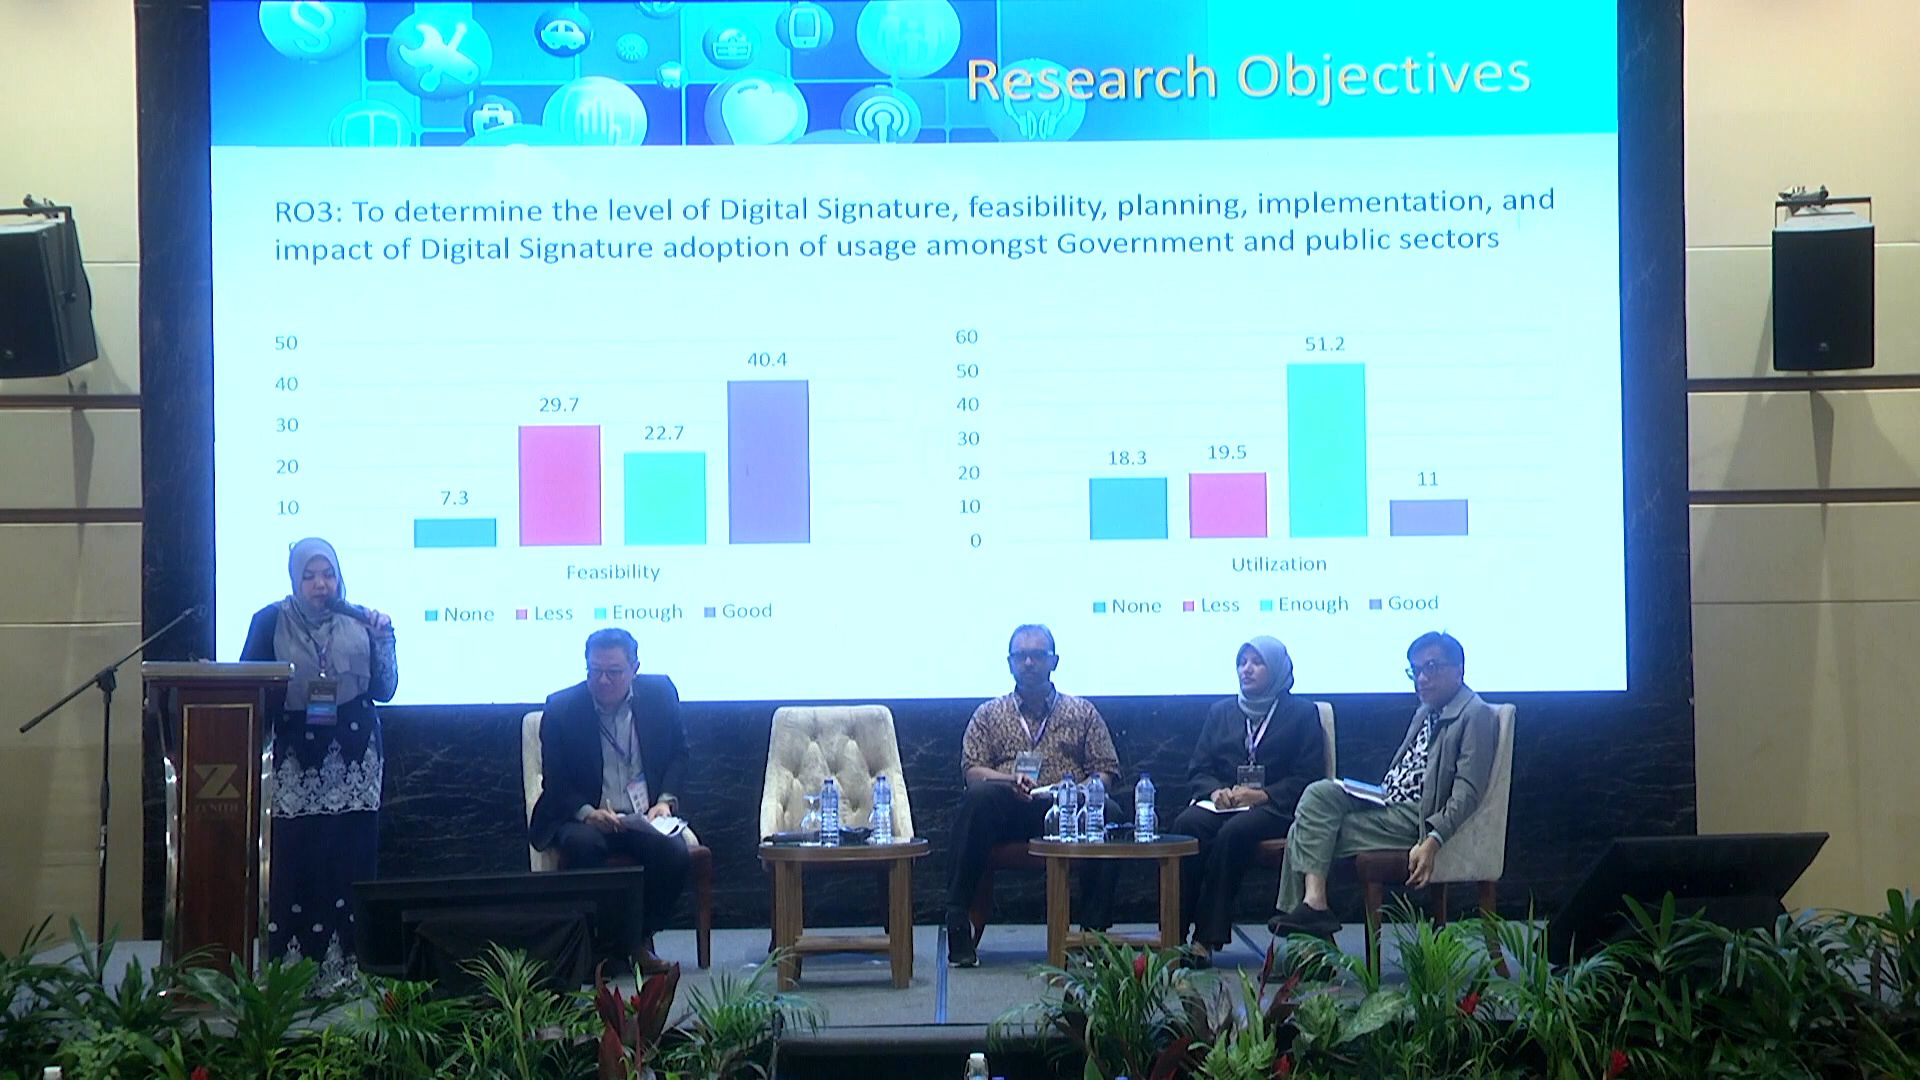 Research Objectives
RO3: To determine the level of Digital Signature, feasibility, planning, implementation, and
impact of Digital Signature adoption of usage amongst Government and public sectors
50
40
30
20
10
7.3
29.7
22.7
40.4
Feasibility
None Less Enough Good
60
50
40
30
20
10
0
18.3
19.5
51.2
11
Utilization
None Less Enough Good
ZENITH